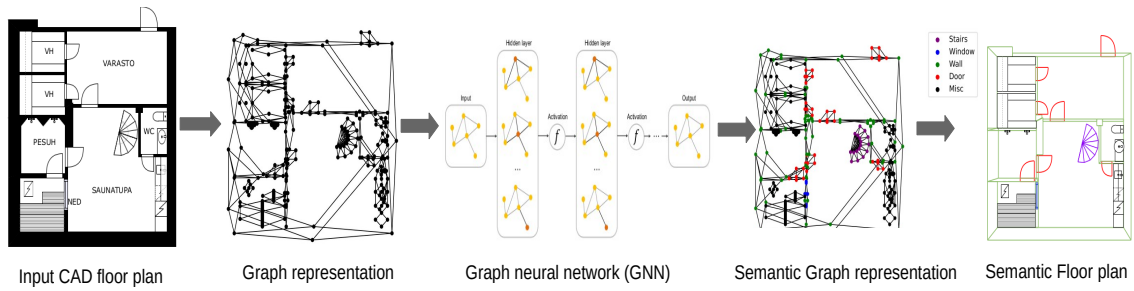 VH
VARASTO
VH
WC
PESUH
SAUNATUPA
NED
Input CAD floor plan
Graph representation
Hidden layer
Hidden layer
Input
Activation
Activation
Output
f
f
...
...
...
Graph neural network (GNN)
Stairs
Window
Wall
Door
Misc
Semantic Graph representation
Semantic Floor plan